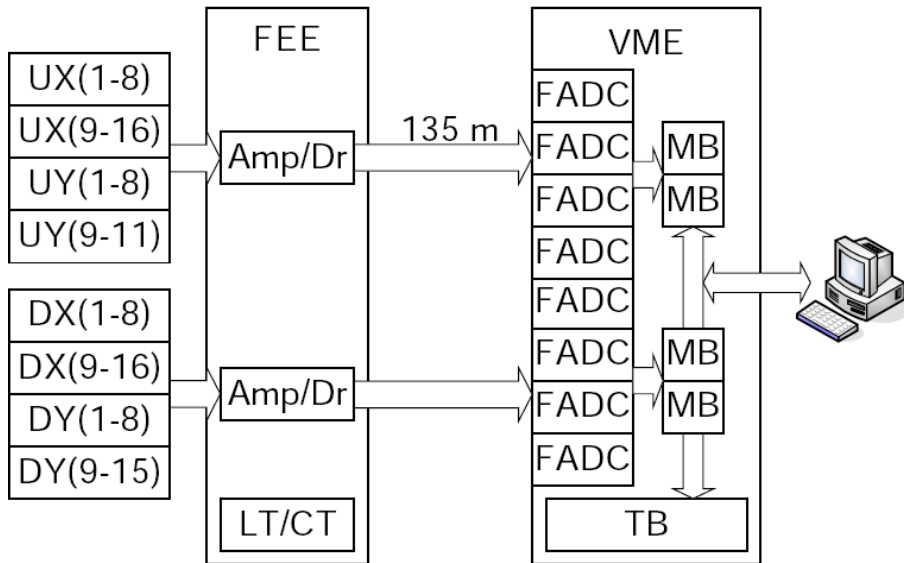 FEE
VME
UX(1-8)
UX(9-16)
UY(1-8)
UY(9-11)
DX(1-8)
DX(9-16)
DY(1-8)
DY(9-15)
Amp/Dr
Amp/Dr
LT/CT
135 m
FADC
FADC
FADC
FADC
FADC
FADC
FADC
FADC
MB
MB
MB
MB
TB